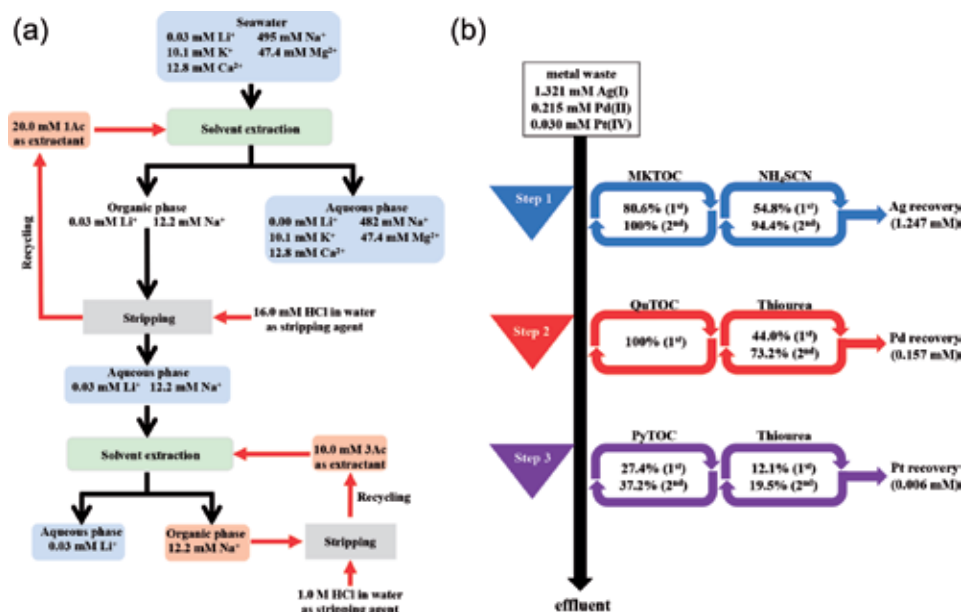 (a)
Seawater
0.03 mM Li⁺ 495 mM Na⁺
10.1 mM K⁺ 47.4 mM Mg²⁺
12.8 mM Ca²⁺
20.0 mM 1Ac
as extractant
Solvent extraction
Recycling
Organic phase
0.03 mM Li⁺ 12.2 mM Na⁺
Aqueous phase
0.00 mM Li⁺ 482 mM Na⁺
10.1 mM K⁺ 47.4 mM Mg²⁺
12.8 mM Ca²⁺
Stripping
16.0 mM HCl in water
as stripping agent
Aqueous phase
0.03 mM Li⁺ 12.2 mM Na⁺
Solvent extraction
10.0 mM 3Ac
as extractant
Recycling
Aqueous phase
0.03 mM Li⁺
Organic phase
12.2 mM Na⁺
Stripping
1.0 M HCl in water
as stripping agent
(b)
metal waste
1.321 mM Ag(I)
0.215 mM Pd(II)
0.030 mM Pt(IV)
Step 1
MKTOC
80.6% (1ˢᵗ)
100% (2ⁿᵈ)
NH₄SCN
54.8% (1ˢᵗ)
94.4% (2ⁿᵈ)
Ag recovery
(1.247 mM)
Step 2
QuTOC
100% (1ˢᵗ)
Thiourea
44.0% (1ˢᵗ)
73.2% (2ⁿᵈ)
Pd recovery
(0.157 mM)
Step 3
PyTOC
27.4% (1ˢᵗ)
37.2% (2ⁿᵈ)
Thiourea
12.1% (1ˢᵗ)
19.5% (2ⁿᵈ)
Pt recovery
(0.006 mM)
effluent